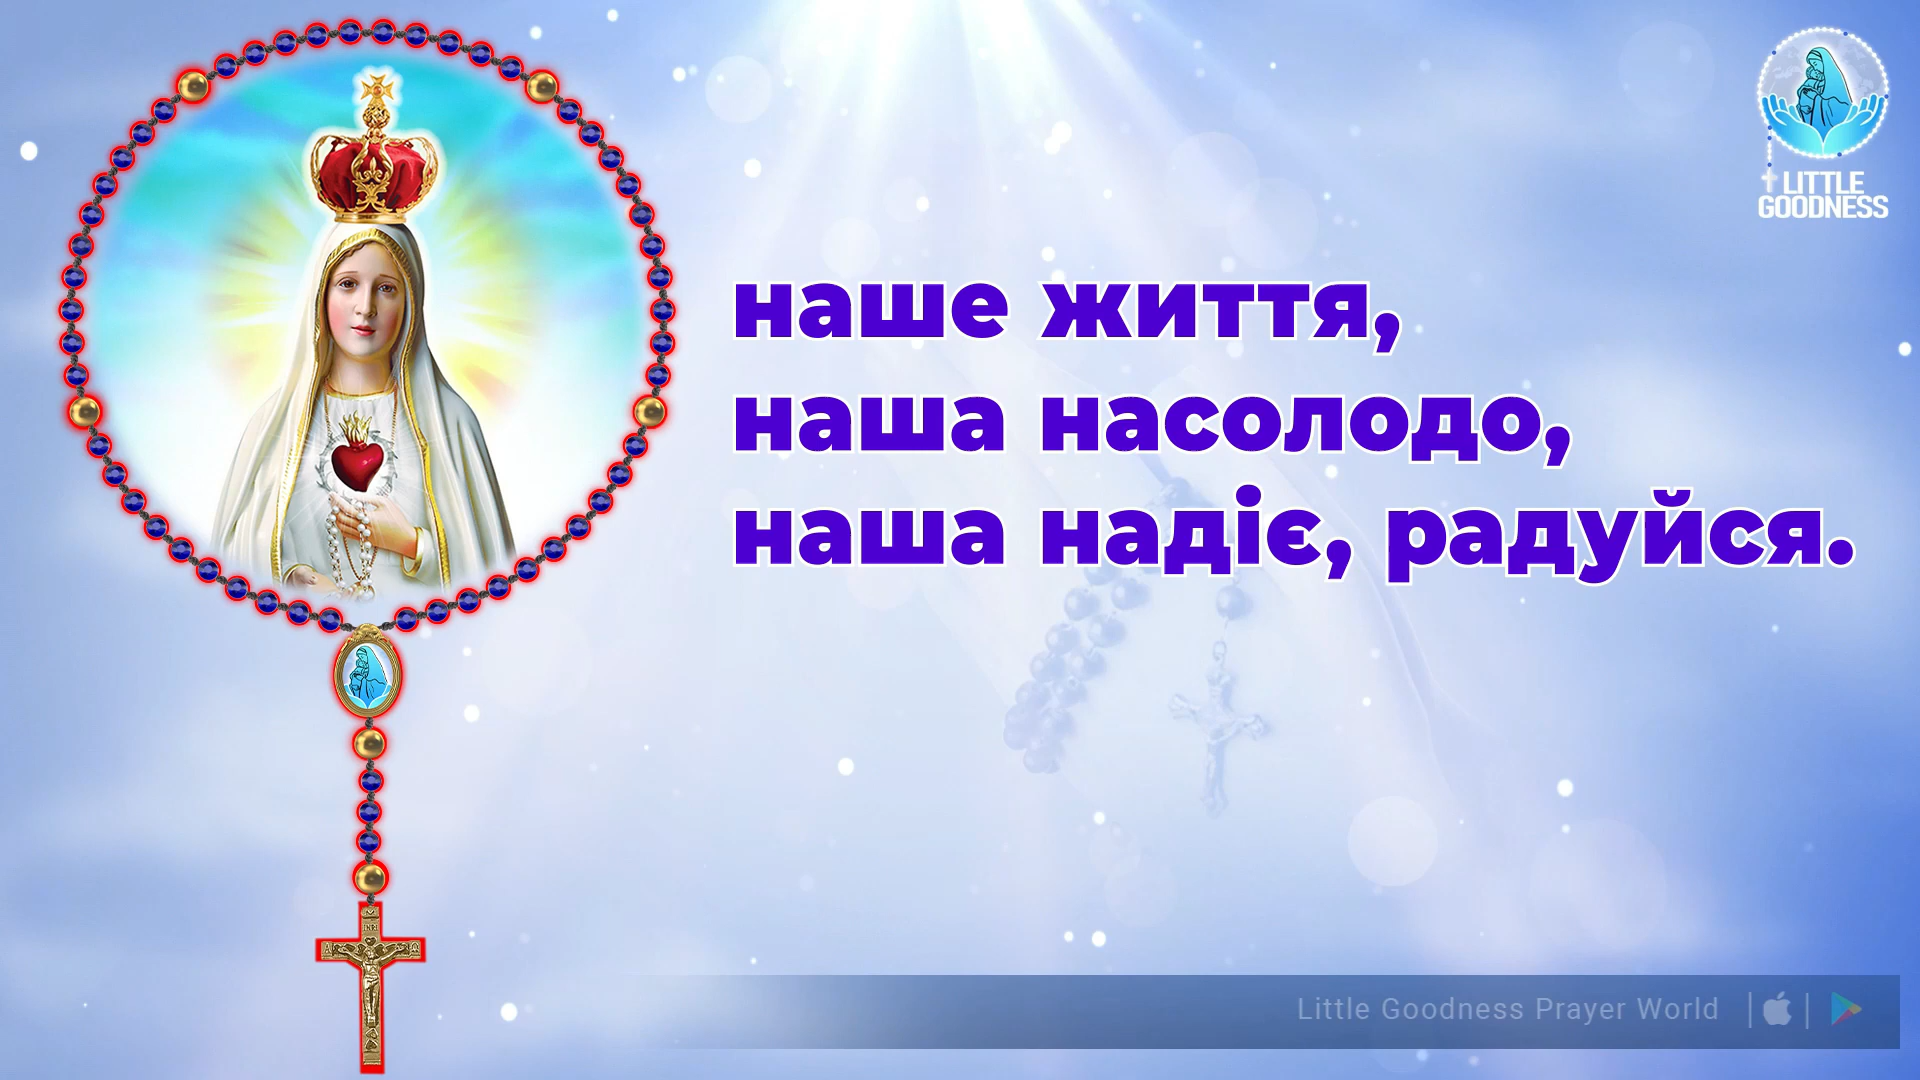 наше життя,
наша насолодо,
наша надіє, радуйся.
LITTLE
GOODNESS
INRI
Little Goodness Prayer World